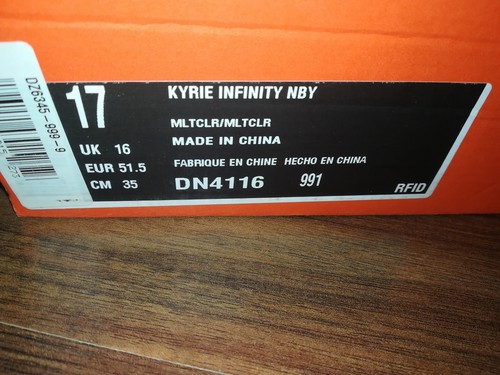 DZ6345-999-9
17
UK 16
EUR 51.5
CM 35
KYRIE INFINITY NBY
MLTCLR/MLTCLR
MADE IN CHINA
FABRIQUE EN CHINE HECHO EN CHINA
DN4116 991
RFID